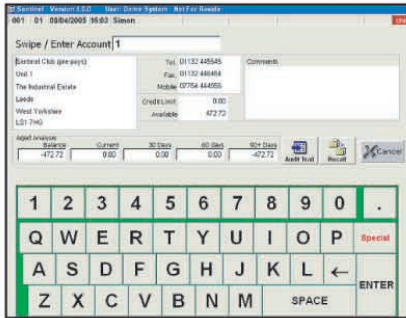 Sentinel Version 1.0.0 User: Demo System Not For Resale
001 01 08/04/2005 16:03 Simon
Swipe / Enter Account 1
Sentinel Club (pre pays)
Unit 1
The Industrial Estate
Leeds
West Yorkshire
LS1 7HG
Tel. 01132 445545
Fax. 01132 446464
Mobile 07754 444555
Credit Limit 0.00
Available 472.72
Comments
Aged Analysis
Balance Current 30 Days 60 Days 90+ Days
-472.72 0.00 0.00 0.00 -472.72
Audit Trail
Recall
Cancel
1 2 3 4 5 6 7 8 9 0 .
Q W E R T Y U I O P Special
A S D F G H J K L ← ENTER
Z X C V B N M SPACE